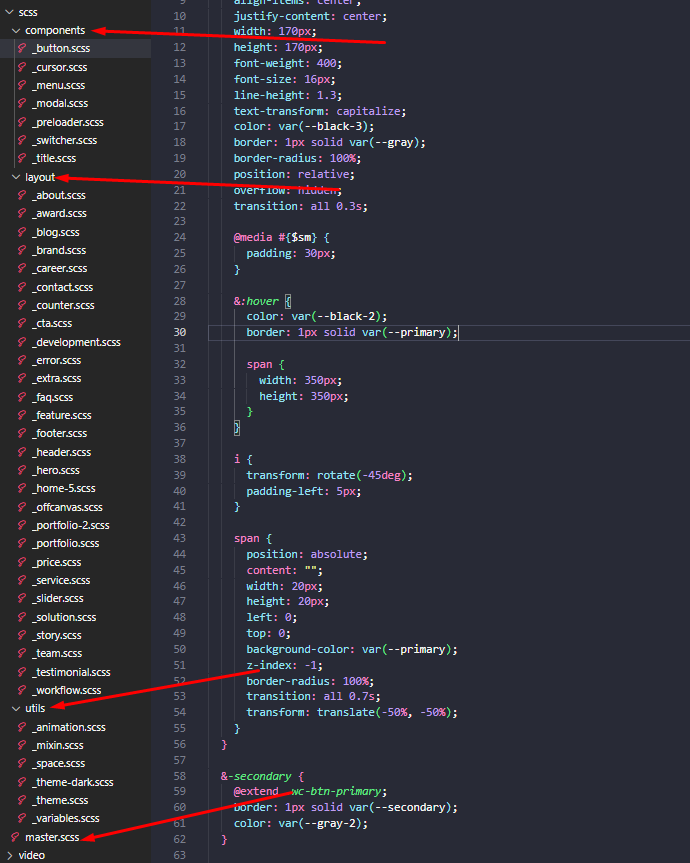 scss
components
_button.scss
_cursor.scss
_menu.scss
_modal.scss
_preloader.scss
_switcher.scss
_title.scss
layout
_about.scss
_award.scss
_blog.scss
_brand.scss
_career.scss
_contact.scss
_counter.scss
_cta.scss
_development.scss
_error.scss
_extra.scss
_faq.scss
_feature.scss
_footer.scss
_header.scss
_hero.scss
_home-5.scss
_offcanvas.scss
_portfolio-2.scss
_portfolio.scss
_price.scss
_service.scss
_slider.scss
_solution.scss
_story.scss
_team.scss
_testimonial.scss
_workflow.scss
utils
_animation.scss
_mixin.scss
_space.scss
_theme-dark.scss
_theme.scss
_variables.scss
master.scss
video
9 align-items: center;
10 justify-content: center;
11 width: 170px;
12 height: 170px;
13 font-weight: 400;
14 font-size: 16px;
15 line-height: 1.3;
16 text-transform: capitalize;
17 color: var(--black-3);
18 border: 1px solid var(--gray);
19 border-radius: 100%;
20 position: relative;
21 overflow: hidden;
22 transition: all 0.3s;
23
24 @media #{$sm} {
25 padding: 30px;
26 }
27
28 &:hover {
29 color: var(--black-2);
30 border: 1px solid var(--primary);
31
32 span {
33 width: 350px;
34 height: 350px;
35 }
36 }
37
38 i {
39 transform: rotate(-45deg);
40 padding-left: 5px;
41 }
42
43 span {
44 position: absolute;
45 content: "";
46 width: 20px;
47 height: 20px;
48 left: 0;
49 top: 0;
50 background-color: var(--primary);
51 z-index: -1;
52 border-radius: 100%;
53 transition: all 0.7s;
54 transform: translate(-50%, -50%);
55 }
56 }
57
58 &-secondary {
59 @extend .wc-btn-primary;
60 border: 1px solid var(--secondary);
61 color: var(--gray-2);
62 }
63